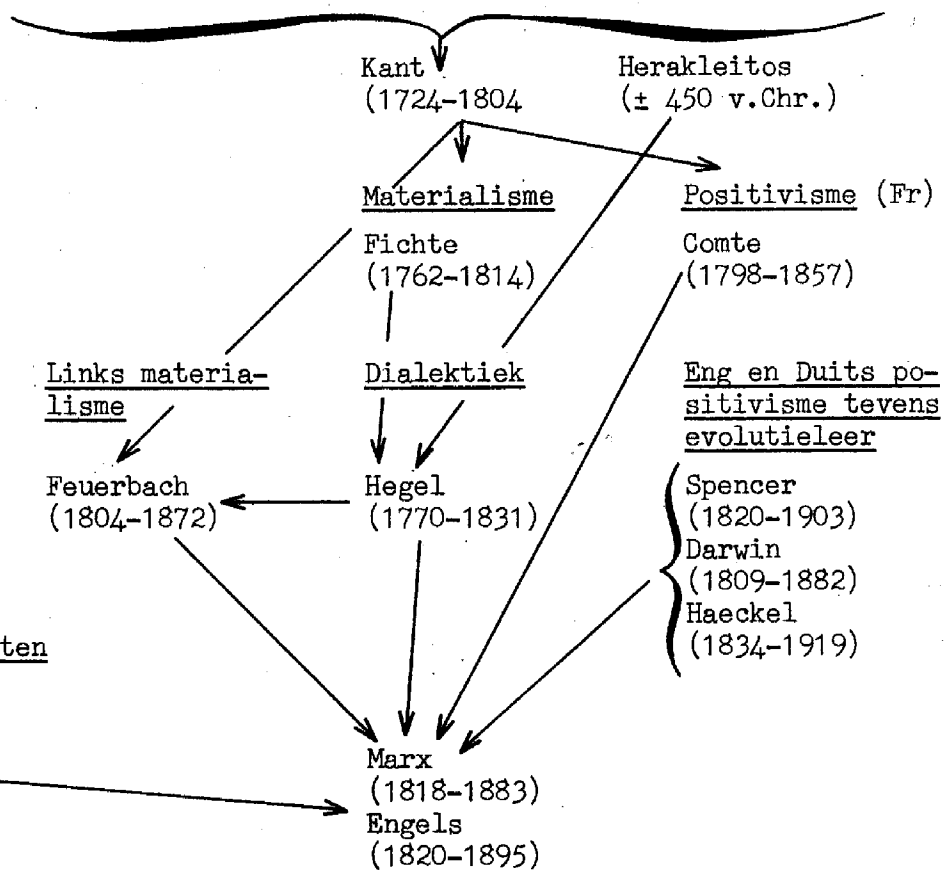 Kant
(1724-1804
Herakleitos
(± 450 v.Chr.)
Materialisme
Positivisme (Fr)
Fichte
(1762-1814)
Comte
(1798-1857)
Links materia-
lisme
Dialektiek
Eng en Duits po-
sitivisme tevens
evolutieleer
Feuerbach
(1804-1872)
Hegel
(1770-1831)
Spencer
(1820-1903)
Darwin
(1809-1882)
Haeckel
(1834-1919)
ten
Marx
(1818-1883)
Engels
(1820-1895)